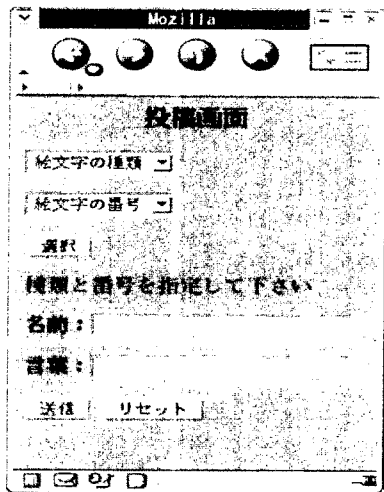 Mozilla
投稿画面
絵文字の種類
絵文字の番号
選択
種類と番号を指定して下さい
名前：
言葉：
送信 リセット